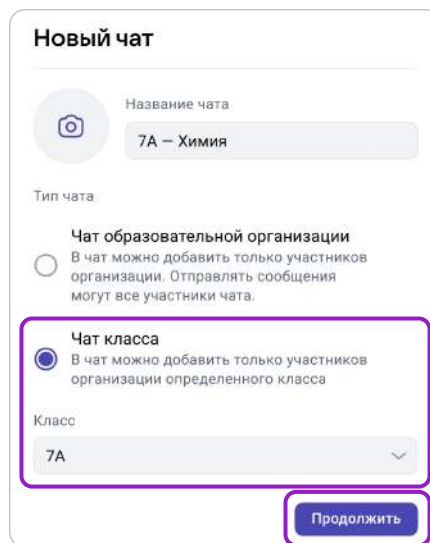 Новый чат
Название чата
7А — Химия
Тип чата
Чат образовательной организации
В чат можно добавить только участников
организации. Отправлять сообщения
могут все участники чата.
Чат класса
В чат можно добавить только участников
организации определенного класса
Класс
7А
Продолжить